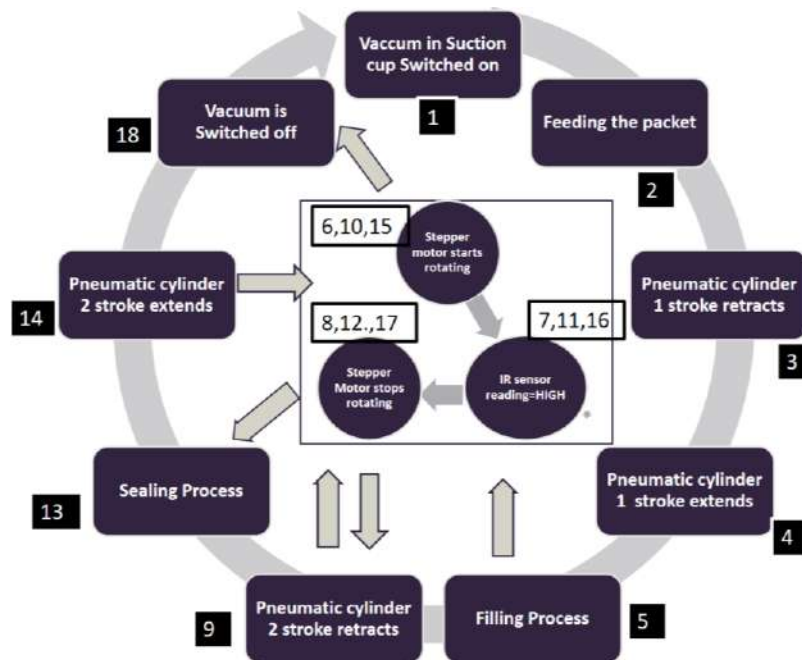 Vaccum in Suction
cup Switched on
1
Feeding the packet
2
Pneumatic cylinder
1 stroke retracts
3
Pneumatic cylinder
1 stroke extends
4
Filling Process
5
6,10,15
Stepper
motor starts
rotating
7,11,16
IR sensor
reading=HIGH
8,12.,17
Stepper
Motor stops
rotating
Pneumatic cylinder
2 stroke retracts
9
Sealing Process
13
Pneumatic cylinder
2 stroke extends
14
Vacuum is
Switched off
18